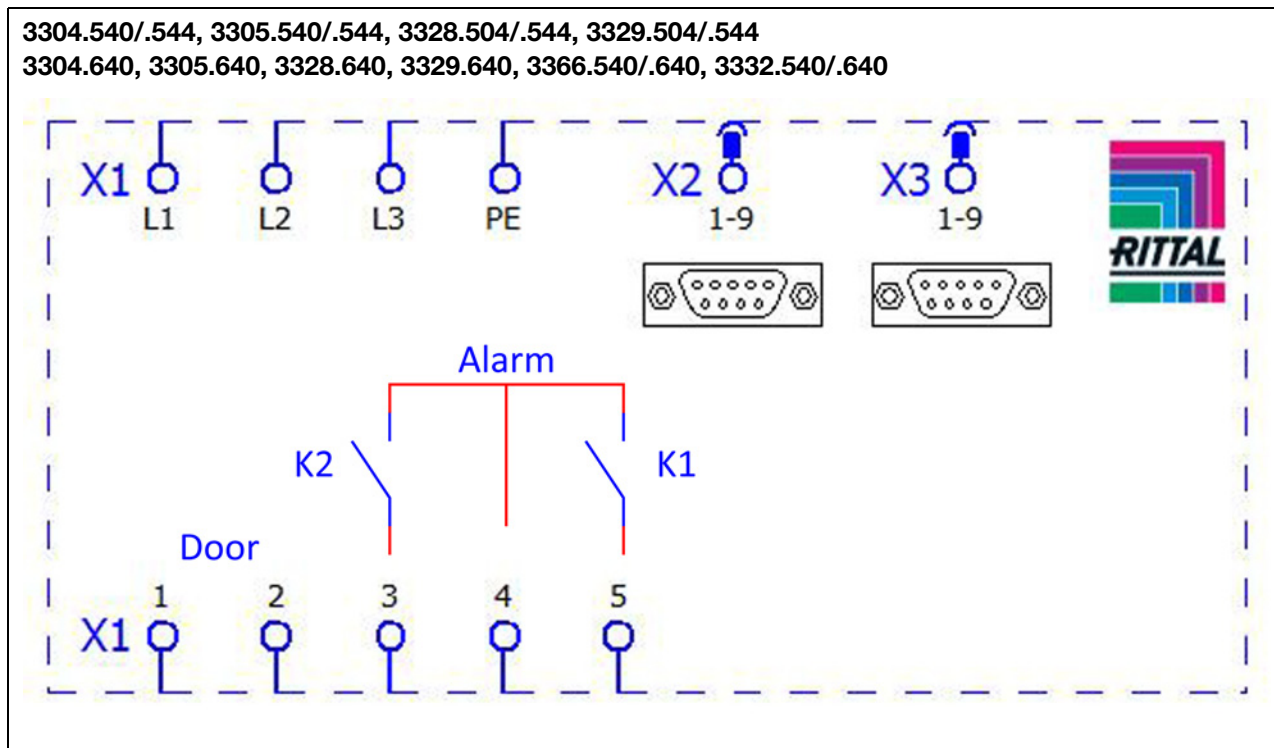 3304.540/.544, 3305.540/.544, 3328.504/.544, 3329.504/.544
3304.640, 3305.640, 3328.640, 3329.640, 3366.540/.640, 3332.540/.640
X1 X2 X3
L1 L2 L3 PE 1-9 1-9
RITTAL
Alarm
K2 K1
Door
1 2 3 4 5
X1